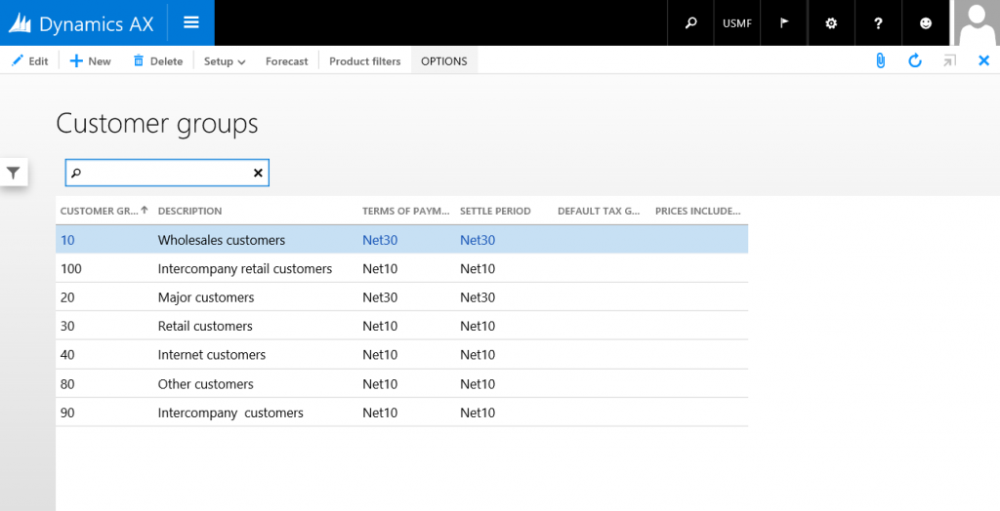 Dynamics AX USMF ?
Edit New Delete Setup Forecast Product filters OPTIONS
Customer groups
CUSTOMER GR... DESCRIPTION TERMS OF PAYM... SETTLE PERIOD DEFAULT TAX G... PRICES INCLUDE...
10 Wholesales customers Net30 Net30
100 Intercompany retail customers Net10 Net10
20 Major customers Net30 Net30
30 Retail customers Net10 Net10
40 Internet customers Net10 Net10
80 Other customers Net10 Net10
90 Intercompany  customers Net10 Net10